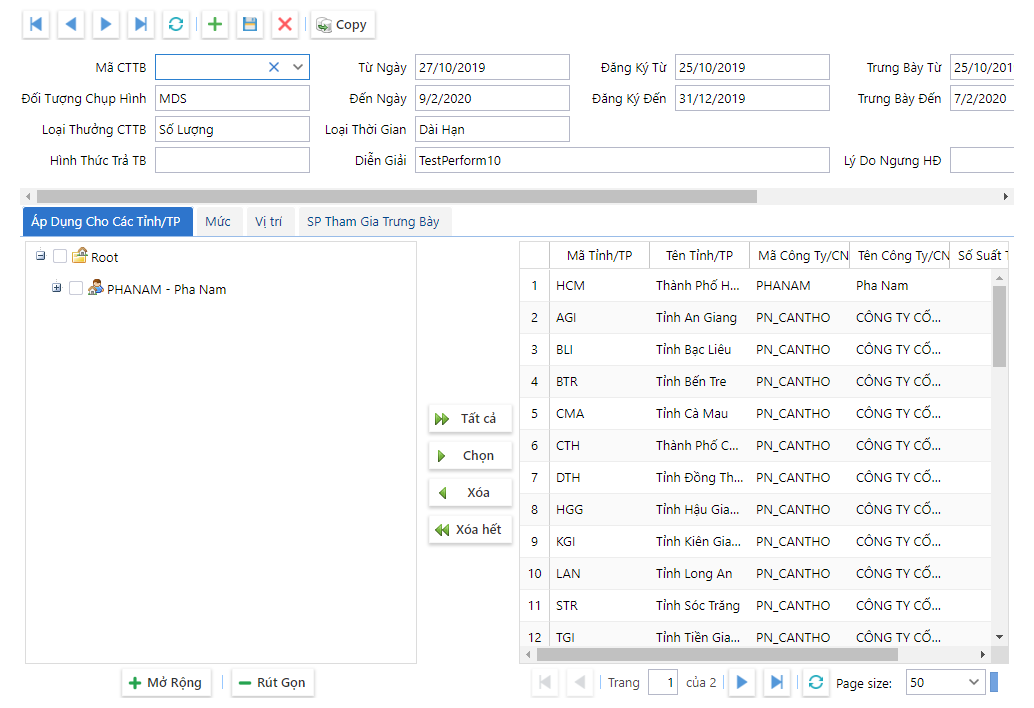 Copy
Mã CTTB Từ Ngày 27/10/2019 Đăng Ký Từ 25/10/2019 Trưng Bày Từ 25/10/201
Đối Tượng Chụp Hình MDS Đến Ngày 9/2/2020 Đăng Ký Đến 31/12/2019 Trưng Bày Đến 7/2/2020
Loại Thưởng CTTB Số Lượng Loại Thời Gian Dài Hạn
Hình Thức Trả TB Diễn Giải TestPerform10 Lý Do Ngưng HĐ
Áp Dụng Cho Các Tỉnh/TP Mức Vị trí SP Tham Gia Trưng Bày
Root
PHANAM - Pha Nam
Tất cả
Chọn
Xóa
Xóa hết
Mở Rộng Rút Gọn
Mã Tỉnh/TP Tên Tỉnh/TP Mã Công Ty/CN Tên Công Ty/CN Số Suất T
1 HCM Thành Phố H... PHANAM Pha Nam
2 AGI Tỉnh An Giang PN_CANTHO CÔNG TY CỔ...
3 BLI Tỉnh Bạc Liêu PN_CANTHO CÔNG TY CỔ...
4 BTR Tỉnh Bến Tre PN_CANTHO CÔNG TY CỔ...
5 CMA Tỉnh Cà Mau PN_CANTHO CÔNG TY CỔ...
6 CTH Thành Phố C... PN_CANTHO CÔNG TY CỔ...
7 DTH Tỉnh Đồng Th... PN_CANTHO CÔNG TY CỔ...
8 HGG Tỉnh Hậu Gia... PN_CANTHO CÔNG TY CỔ...
9 KGI Tỉnh Kiên Gia... PN_CANTHO CÔNG TY CỔ...
10 LAN Tỉnh Long An PN_CANTHO CÔNG TY CỔ...
11 STR Tỉnh Sóc Trăng PN_CANTHO CÔNG TY CỔ...
12 TGI Tỉnh Tiền Gia... PN_CANTHO CÔNG TY CỔ...
Trang 1 của 2 Page size: 50